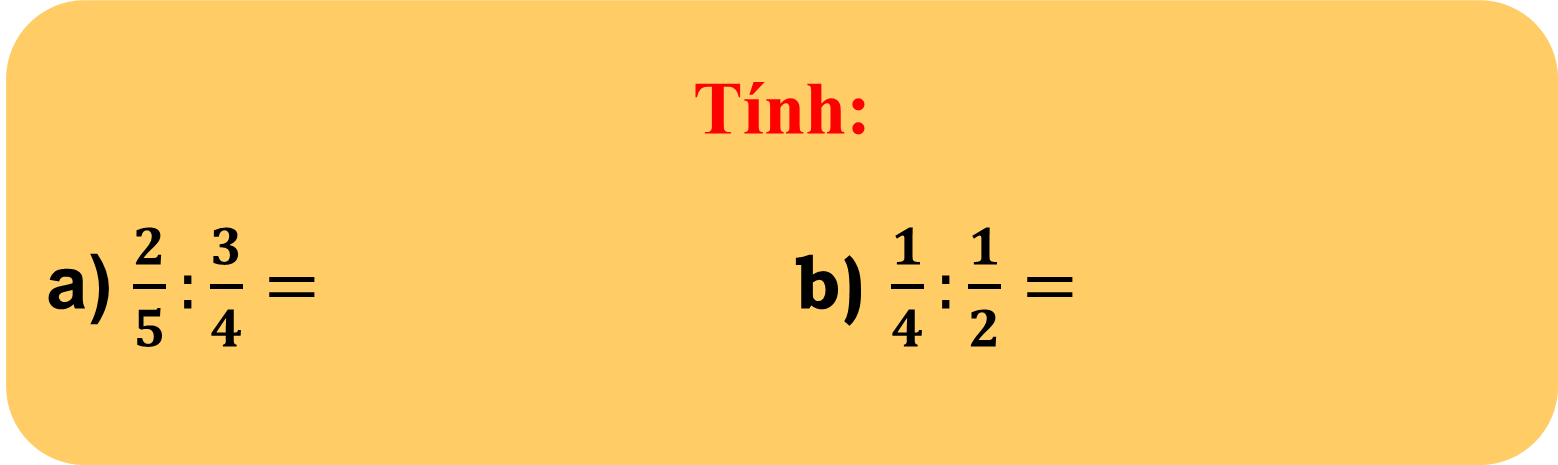 Tính:
a) 2/5 : 3/4 = b) 1/4 : 1/2 =